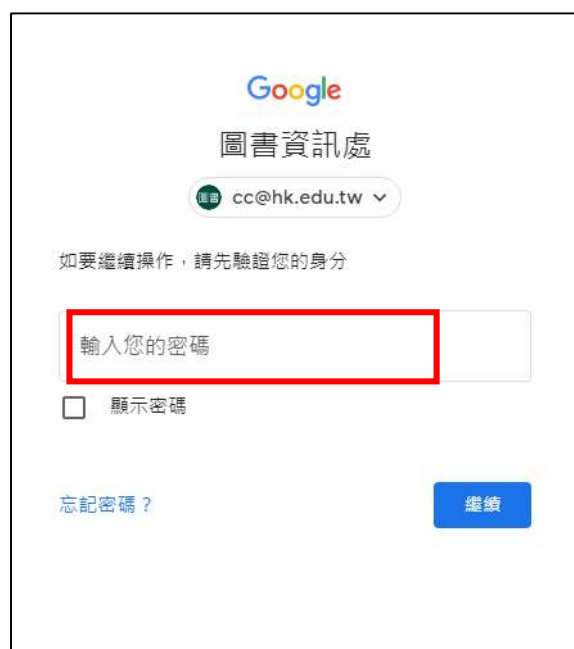 Google
圖書資訊處
圖書 cc@hk.edu.tw
如要繼續操作，請先驗證您的身分
輸入您的密碼
顯示密碼
忘記密碼？
繼續